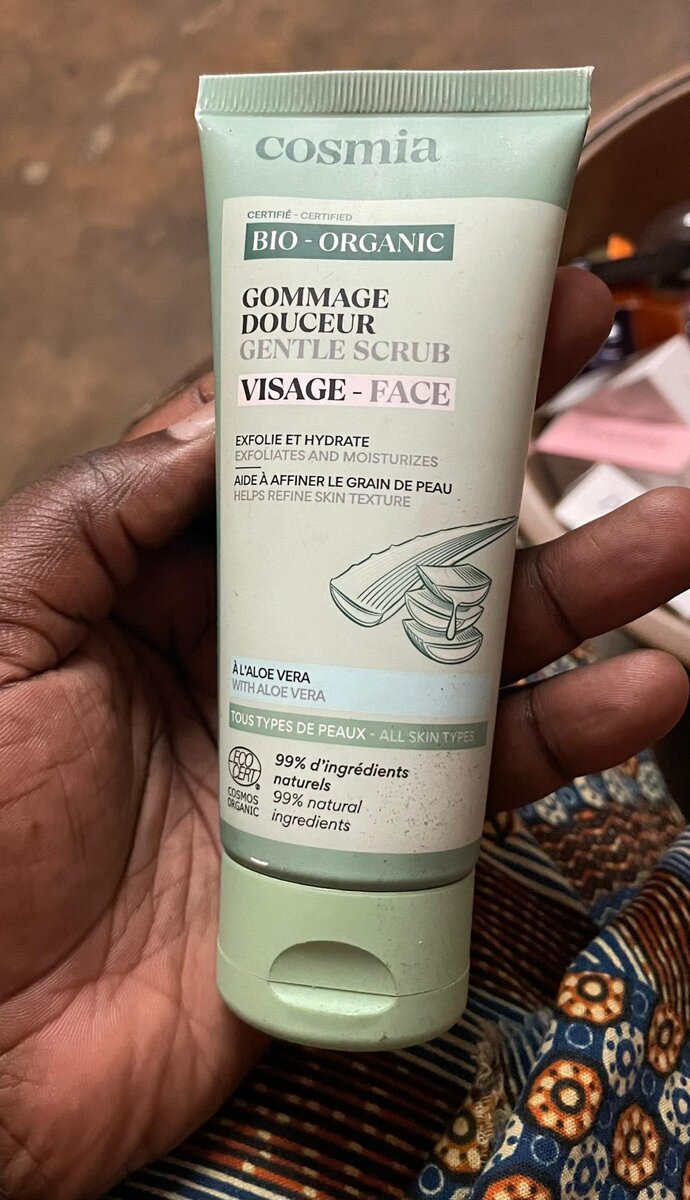 cosmia
CERTIFIÉ - CERTIFIED
BIO - ORGANIC
GOMMAGE
DOUCEUR
GENTLE SCRUB
VISAGE - FACE
EXFOLIE ET HYDRATE
EXFOLIATES AND MOISTURIZES
AIDE À AFFINER LE GRAIN DE PEAU
HELPS REFINE SKIN TEXTURE
À L'ALOE VERA
WITH ALOE VERA
TOUS TYPES DE PEAUX - ALL SKIN TYPES
ECO
CERT®
COSMOS
ORGANIC
99% d'ingrédients
naturels
99% natural
ingredients